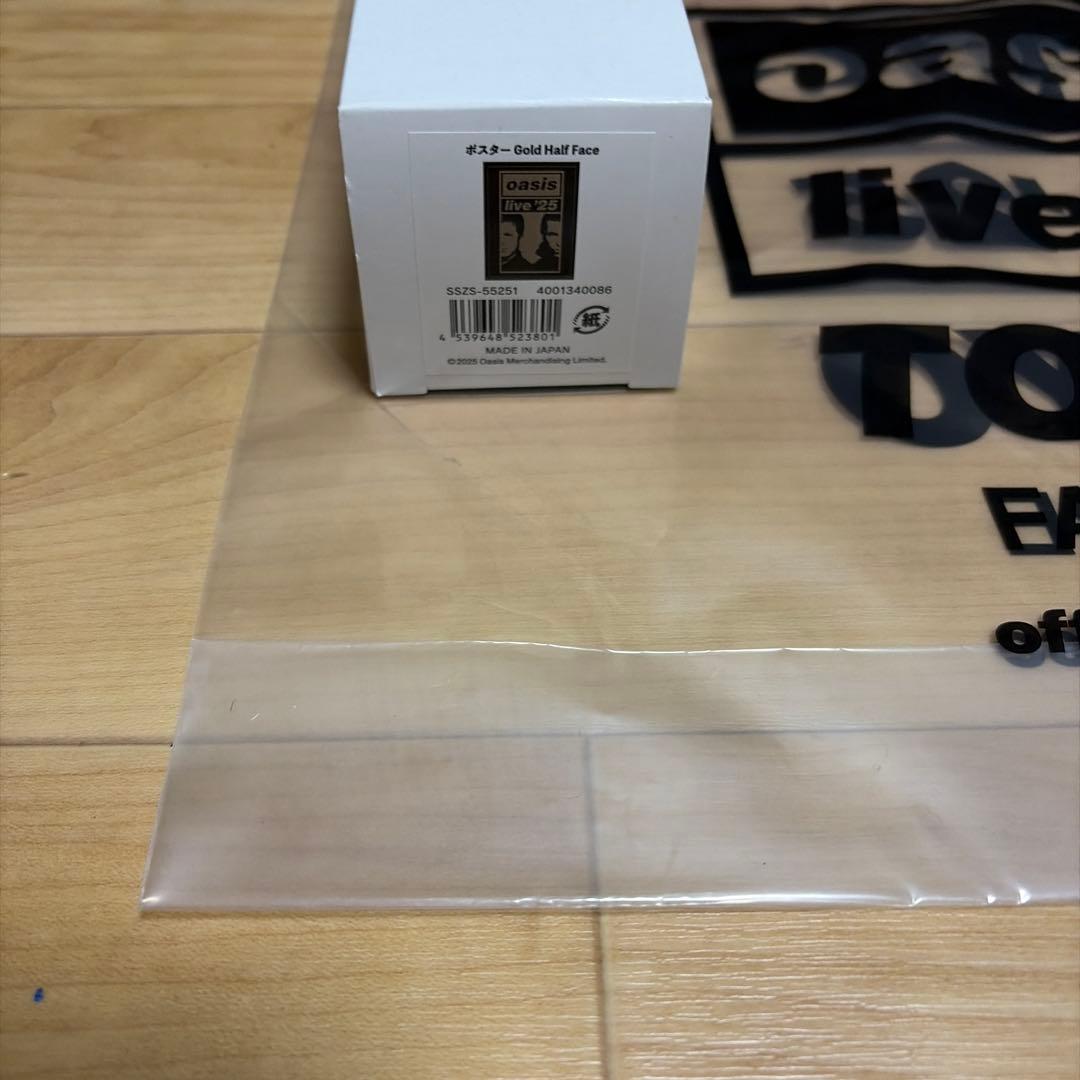 ポスター Gold Half Face
oasis
live '25
SSZS-55251 4001340086
4 539648 523801
紙
MADE IN JAPAN
©2025 Oasis Merchandising Limited.
oas
live
TO
EA
off